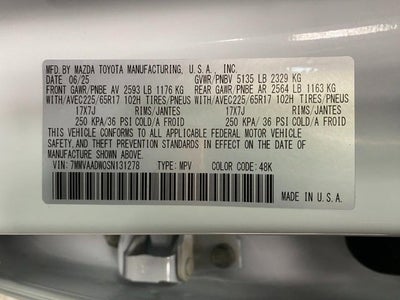 MFD.BY MAZDA TOYOTA MANUFACTURING, U.S.A., INC.
DATE 06/25 GVWR/PNBV 5135 LB 2329 KG
FRONT GAWR/PNBE AV 2593 LB 1176 KG REAR GAWR/PNBE AR 2564 LB 1163 KG
WITH/AVEC225/65R17 102H TIRES/PNEUS WITH/AVEC225/65R17 102H TIRES/PNEUS
17X7J RIMS/JANTES 17X7J RIMS/JANTES
250 KPA/ 36 PSI COLD/A FROID 250 KPA/ 36 PSI COLD/A FROID
THIS VEHICLE CONFORMS TO ALL APPLICABLE FEDERAL MOTOR VEHICLE
SAFETY, AND THEFT PREVENTION STANDARDS IN EFFECT ON THE DATE OF
MANUFACTURE SHOWN ABOVE.
VIN: 7MMVAADW0SN131278 TYPE: MPV COLOR CODE: 48K
MADE IN U.S.A.